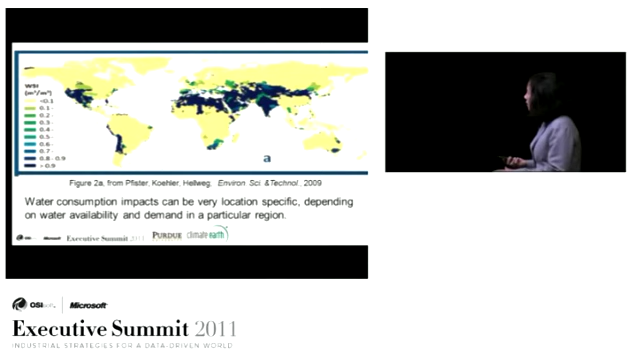 WSI
(m³/m³)
<0.1
0.1 -
0.2 -
0.3 -
0.4 -
0.5 -
0.6 -
0.7 -
0.8 - 0.9
> 0.9
a
Figure 2a, from Pfister, Koehler, Hellweg. Environ Sci. &Technol., 2009
Water consumption impacts can be very location specific, depending
on water availability and demand in a particular region.
Microsoft Executive Summit 2011 PURDUE climate earth
OSIsoft. Microsoft
Executive Summit 2011
INDUSTRIAL STRATEGIES FOR A DATA-DRIVEN WORLD